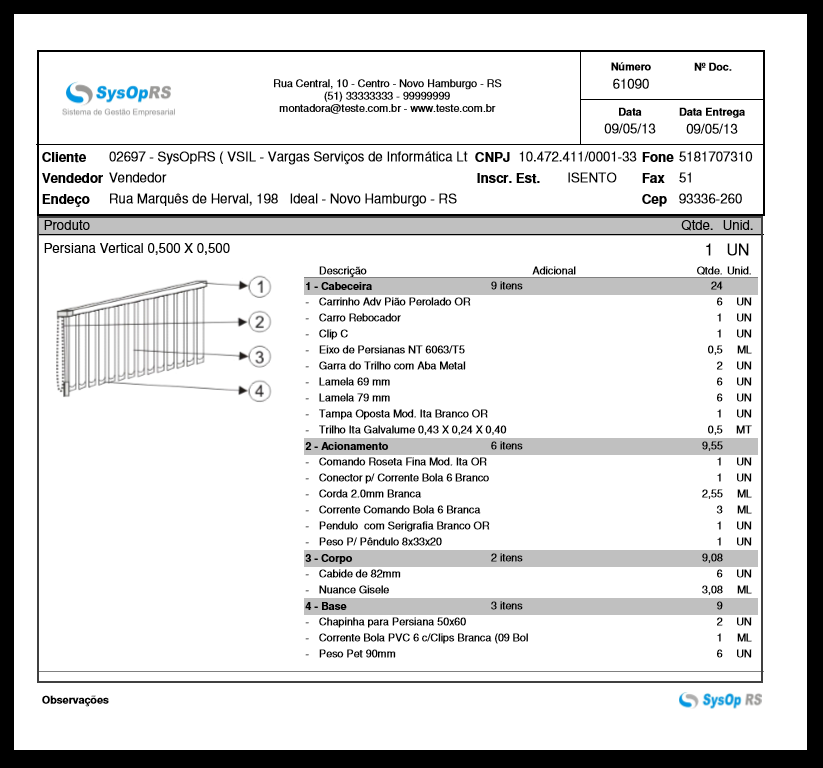 SysOpRS
Sistema de Gestão Empresarial
Rua Central, 10 - Centro - Novo Hamburgo - RS
(51) 33333333 - 99999999
montadora@teste.com.br - www.teste.com.br
Número Nº Doc.
61090
Data Data Entrega
09/05/13 09/05/13
Cliente 02697 - SysOpRS ( VSIL - Vargas Serviços de Informática Lt CNPJ 10.472.411/0001-33 Fone 5181707310
Vendedor Vendedor Inscr. Est. ISENTO Fax 51
Endeço Rua Marquês de Herval, 198 Ideal - Novo Hamburgo - RS Cep 93336-260
Produto Qtde. Unid.
Persiana Vertical 0,500 X 0,500 1 UN
1
2
3
4
Descrição Adicional Qtde. Unid.
1 - Cabeceira 9 itens 24
- Carrinho Adv Pião Perolado OR 6 UN
- Carro Rebocador 1 UN
- Clip C 1 UN
- Eixo de Persianas NT 6063/T5 0,5 ML
- Garra do Trilho com Aba Metal 2 UN
- Lamela 69 mm 6 UN
- Lamela 79 mm 6 UN
- Tampa Oposta Mod. Ita Branco OR 1 UN
- Trilho Ita Galvalume 0,43 X 0,24 X 0,40 0,5 MT
2 - Acionamento 6 itens 9,55
- Comando Roseta Fina Mod. Ita OR 1 UN
- Conector p/ Corrente Bola 6 Branco 1 UN
- Corda 2.0mm Branca 2,55 ML
- Corrente Comando Bola 6 Branca 3 ML
- Pendulo com Serigrafia Branco OR 1 UN
- Peso P/ Pêndulo 8x33x20 1 UN
3 - Corpo 2 itens 9,08
- Cabide de 82mm 6 UN
- Nuance Gisele 3,08 ML
4 - Base 3 itens 9
- Chapinha para Persiana 50x60 2 UN
- Corrente Bola PVC 6 c/Clips Branca (09 Bol 1 ML
- Peso Pet 90mm 6 UN
Observações SysOp RS